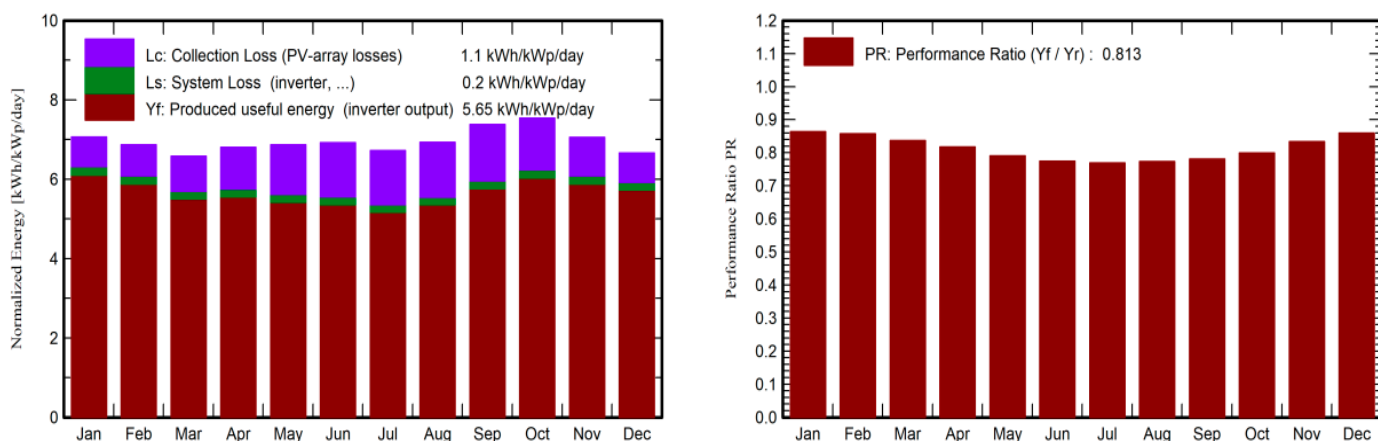 Normalized Energy [kWh/kWp/day]
10
8
6
4
2
0
Lc: Collection Loss (PV-array losses) 1.1 kWh/kWp/day
Ls: System Loss (inverter, ...) 0.2 kWh/kWp/day
Yf: Produced useful energy (inverter output) 5.65 kWh/kWp/day
Jan Feb Mar Apr May Jun Jul Aug Sep Oct Nov Dec
Performance Ratio PR
1.2
1.1
1.0
0.9
0.8
0.7
0.6
0.5
0.4
0.3
0.2
0.1
0.0
PR: Performance Ratio (Yf / Yr) : 0.813
Jan Feb Mar Apr May Jun Jul Aug Sep Oct Nov Dec